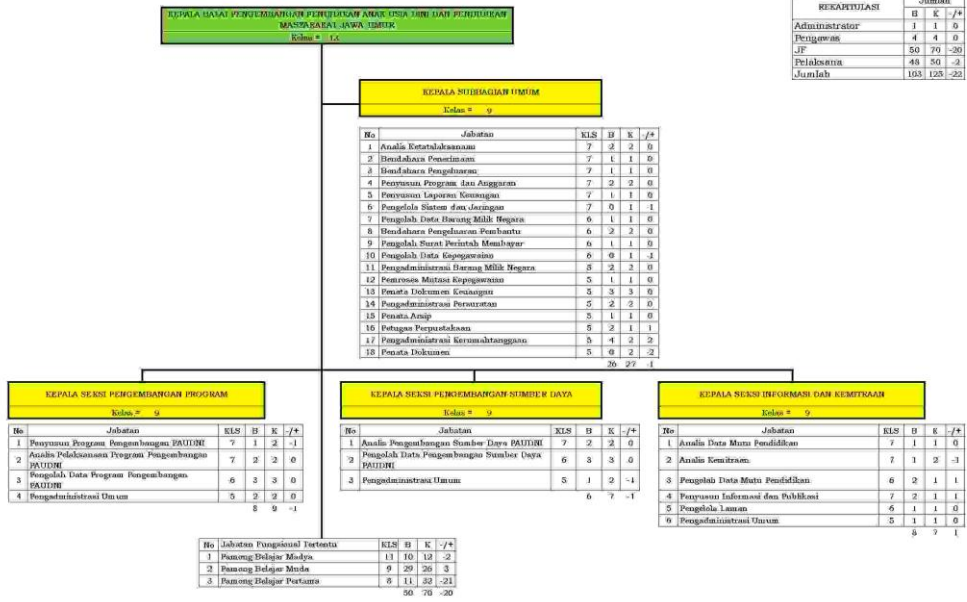 KEPALA BALAI PENGEMBANGAN PENDIDIKAN ANAK USIA DINI DAN PENDIDIKAN
MASYARAKAT JAWA TIMUR
Kelas =
REKAPITULASI Jumlah
B K -/+
Administrator 1 1 0
Pengawas 4 4 0
JF 50 70 -20
Pelaksana 48 50 -2
Jumlah 103 125 -22
KEPALA SUBBAGIAN UMUM
Kelas = 9
No Jabatan KLS B K -/+
1 Analis Ketatalaksanaan 7 2 2 0
2 Bendahara Penerimaan 7 1 1 0
3 Bendahara Pengeluaran 7 1 1 0
4 Penyusun Program dan Anggaran 7 2 2 0
5 Penyusun Laporan Keuangan 7 1 1 0
6 Pengelola Sistem dan Jaringan 7 0 1 -1
7 Pengolah Data Barang Milik Negara 6 1 1 0
8 Bendahara Pengeluaran Pembantu 6 2 2 0
9 Pengolah Surat Perintah Membayar 6 1 1 0
10 Pengolah Data Kepegawaian 6 0 1 -1
11 Pengadministrasi Barang Milik Negara 5 2 2 0
12 Pemroses Mutasi Kepegawaian 5 1 1 0
13 Penata Dokumen Keuangan 5 3 3 0
14 Pengadministrasi Persuratan 5 2 2 0
15 Penata Arsip 5 1 1 0
16 Petugas Perpustakaan 5 2 1 1
17 Pengadministrasi Kerumahtanggaan 5 4 2 2
18 Penata Dokumen 5 0 2 -2
26 27 -1
KEPALA SEKSI PENGEMBANGAN PROGRAM
Kelas = 9
No Jabatan KLS B K -/+
1 Penyusun Program Pengembangan PAUDNI 7 1 2 -1
2 Analis Pelaksanaan Program Pengembangan
PAUDNI 7 2 2 0
3 Pengolah Data Program Pengembangan
PAUDNI 6 3 3 0
4 Pengadministrasi Umum 5 2 2 0
8 9 -1
KEPALA SEKSI PENGEMBANGAN SUMBER DAYA
Kelas = 9
No Jabatan KLS B K -/+
1 Analis Pengembangan Sumber Daya PAUDNI 7 2 2 0
2 Pengolah Data Pengembangan Sumber Daya
PAUDNI 6 3 3 0
3 Pengadministrasi Umum 5 1 2 -1
6 7 -1
KEPALA SEKSI INFORMASI DAN KEMITRAAN
Kelas = 9
No Jabatan KLS B K -/+
1 Analis Data Mutu Pendidikan 7 1 1 0
2 Analis Kemitraan 7 1 2 -1
3 Pengolah Data Mutu Pendidikan 6 2 1 1
4 Penyusun Informasi dan Publikasi 7 2 1 1
5 Pengelola Laman 6 1 1 0
6 Pengadministrasi Umum 5 1 1 0
8 7 1
No Jabatan Fungsional Tertentu KLS B K -/+
1 Pamong Belajar Madya 11 10 12 -2
2 Pamong Belajar Muda 9 29 26 3
3 Pamong Belajar Pertama 8 11 32 -21
50 70 -20